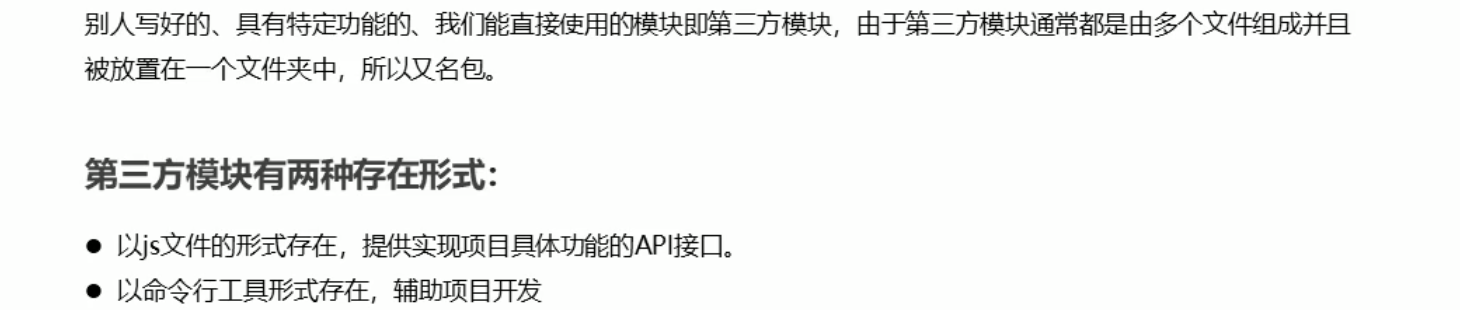 别人写好的、具有特定功能的、我们能直接使用的模块即第三方模块，由于第三方模块通常都是由多个文件组成并且
被放置在一个文件夹中，所以又名包。
第三方模块有两种存在形式：
● 以js文件的形式存在，提供实现项目具体功能的API接口。
● 以命令行工具形式存在，辅助项目开发